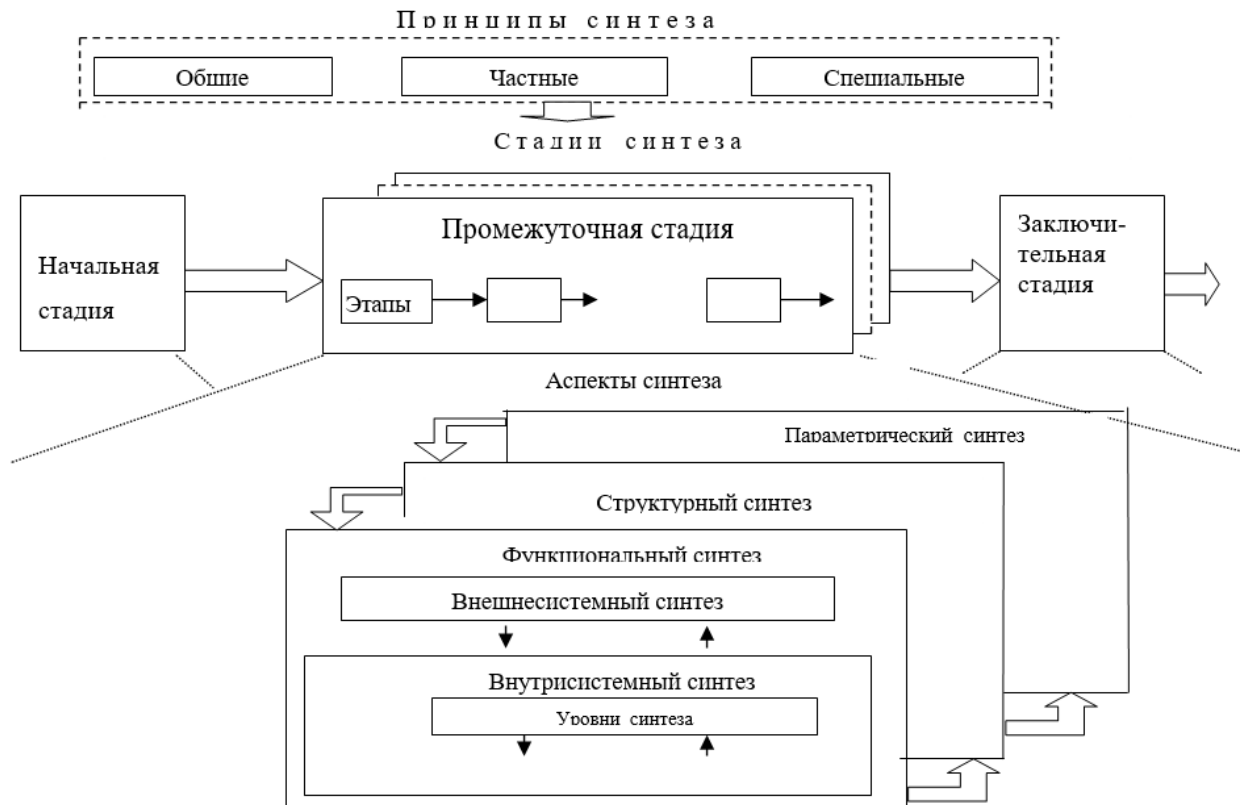 Принципы синтеза
Общие Частные Специальные
Стадии синтеза
Начальная
стадия
Промежуточная стадия
Этапы
Заключи-
тельная
стадия
Аспекты синтеза
Параметрический синтез
Структурный синтез
Функциональный синтез
Внешнесистемный синтез
Внутрисистемный синтез
Уровни синтеза